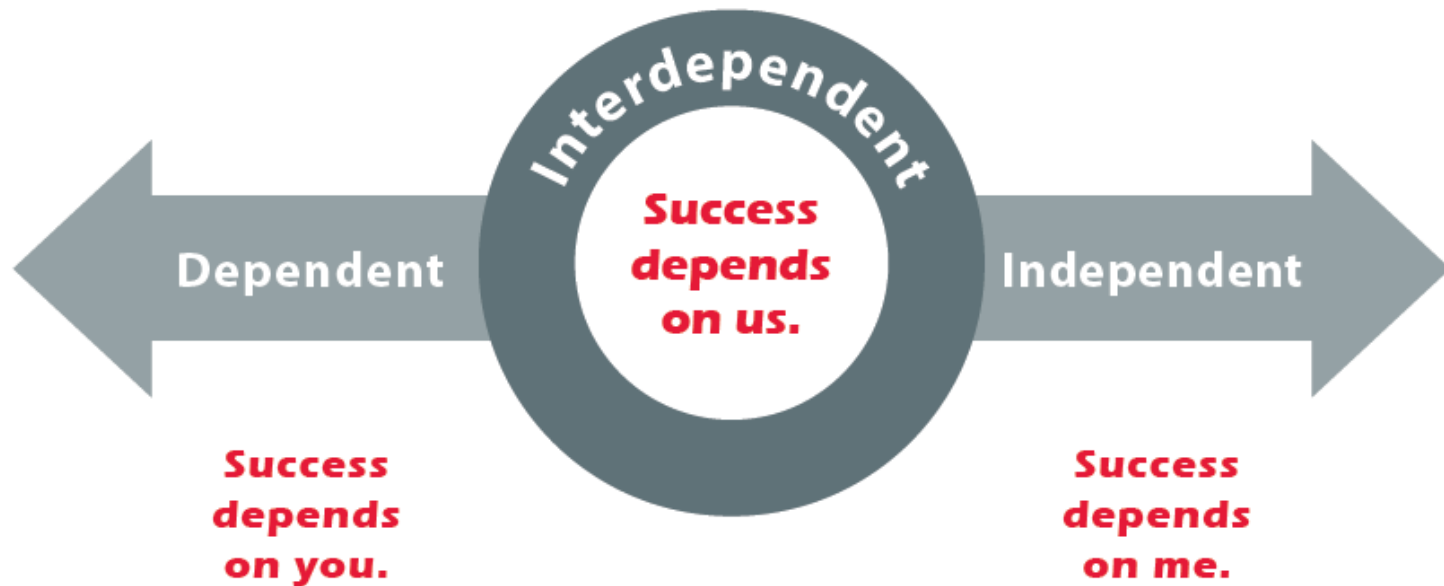 Interdependent
Success
depends
on us.
Dependent
Independent
Success
depends
on you.
Success
depends
on me.